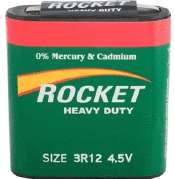 0% Mercury & Cadmium
ROCKET
HEAVY DUTY
SIZE 3R12 4.5V